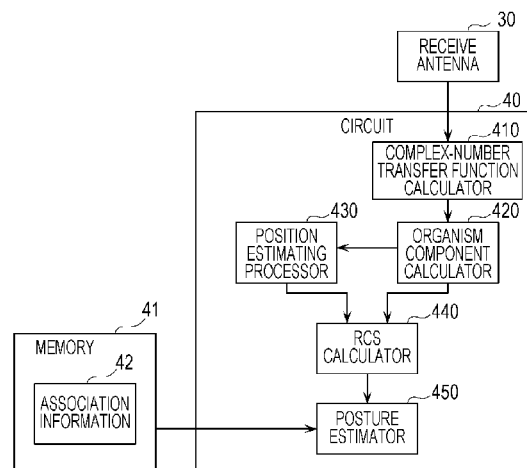 30
RECEIVE
ANTENNA
40
CIRCUIT
410
COMPLEX-NUMBER
TRANSFER FUNCTION
CALCULATOR
430
420
POSITION
ESTIMATING
PROCESSOR
ORGANISM
COMPONENT
CALCULATOR
41
440
MEMORY
RCS
CALCULATOR
42
450
ASSOCIATION
INFORMATION
POSTURE
ESTIMATOR